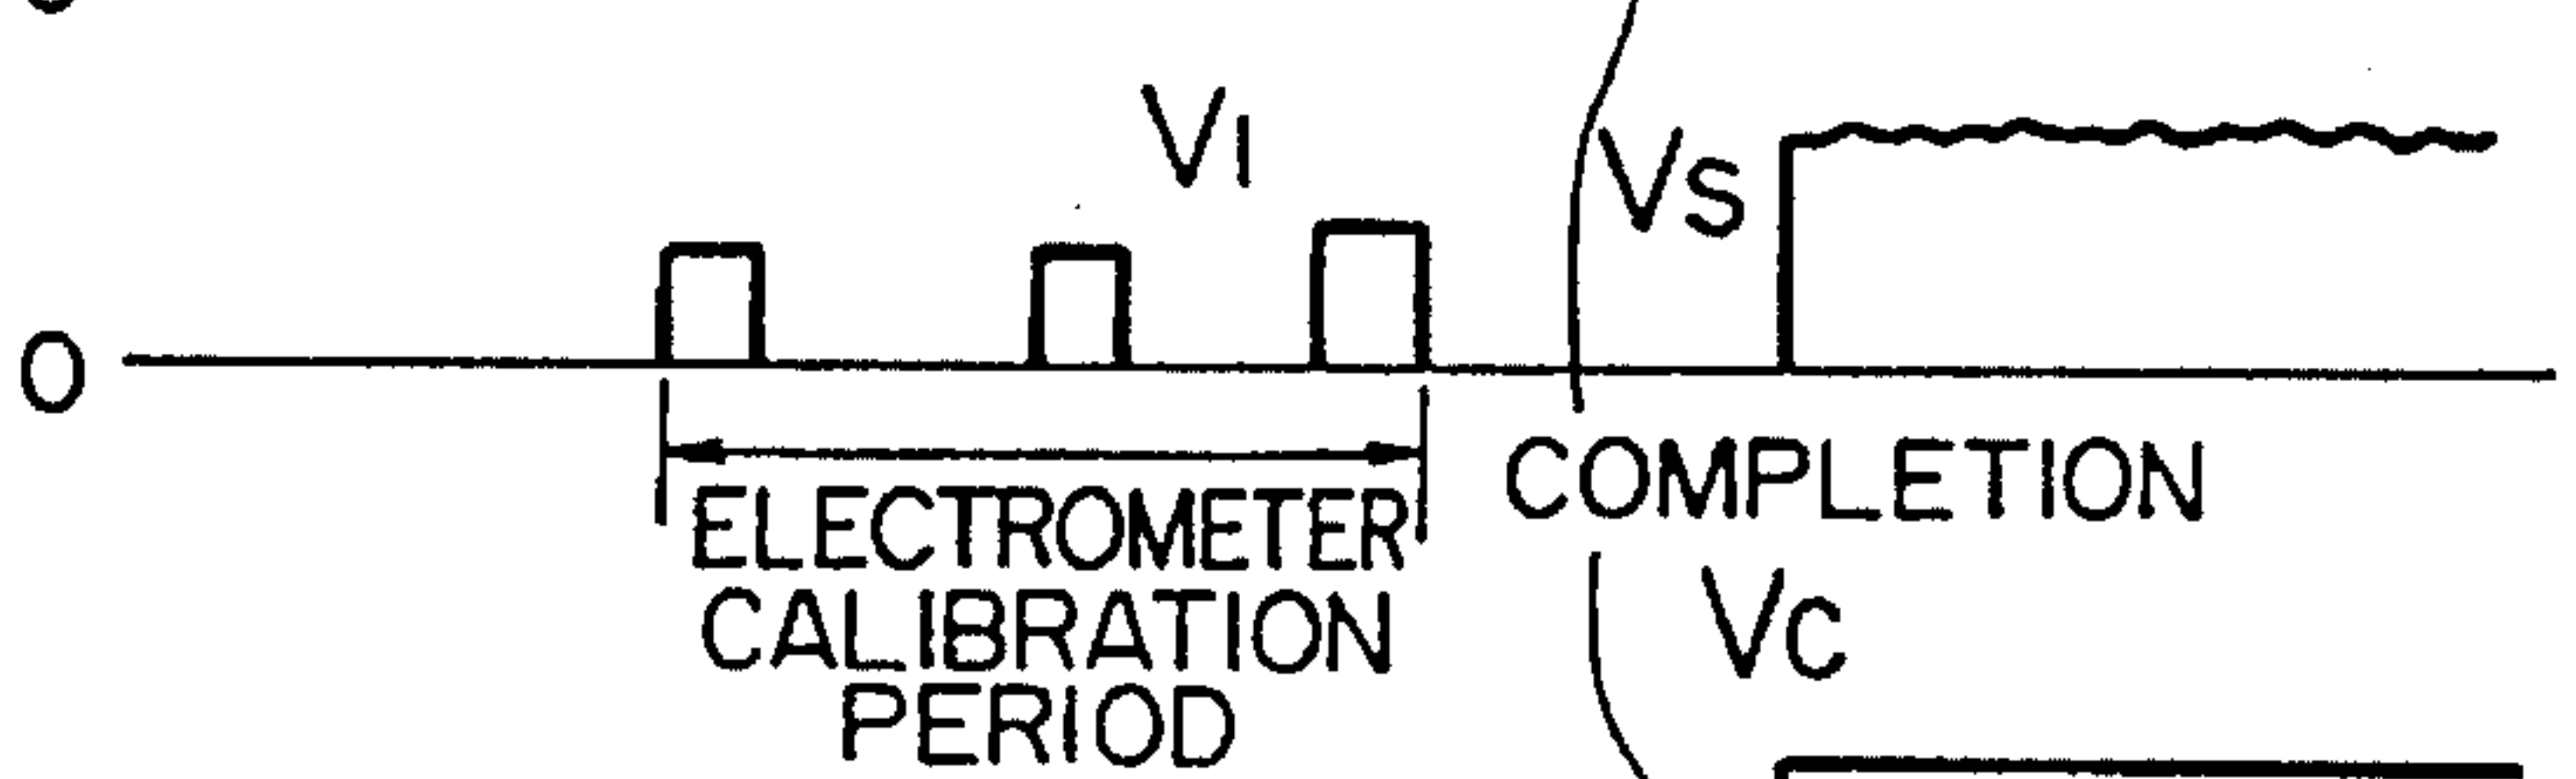 V1
VS
0
COMPLETION
ELECTROMETER
CALIBRATION
PERIOD
VC